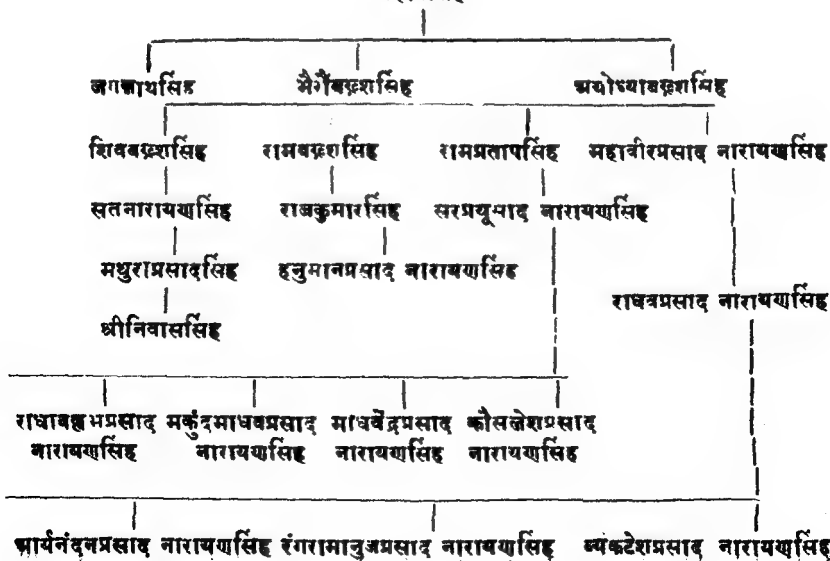 जगन्नाथसिंह भैरौंबख़्शसिंह अयोध्याबख़्शसिंह
शिवबख़्शसिंह रामबख़्शसिंह रामप्रतापसिंह महावीरप्रसाद नारायणसिंह
सतनारायणसिंह राजकुमारसिंह सरयूप्रसाद नारायणसिंह
मथुराप्रसादसिंह हनुमानप्रसाद नारायणसिंह
राघवप्रसाद नारायणसिंह
श्रीनिवाससिंह
राधाबल्लभप्रसाद मकुंदमाधवप्रसाद माधवेंद्रप्रसाद कौसलेशप्रसाद
नारायणसिंह नारायणसिंह नारायणसिंह नारायणसिंह
आर्यनंदनप्रसाद नारायणसिंह रंगरामानुजप्रसाद नारायणसिंह ब्यंकटेशप्रसाद नारायणसिंह